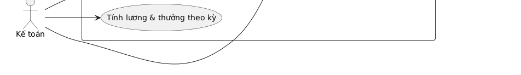 Tính lương & thưởng theo kỳ
Kế toán